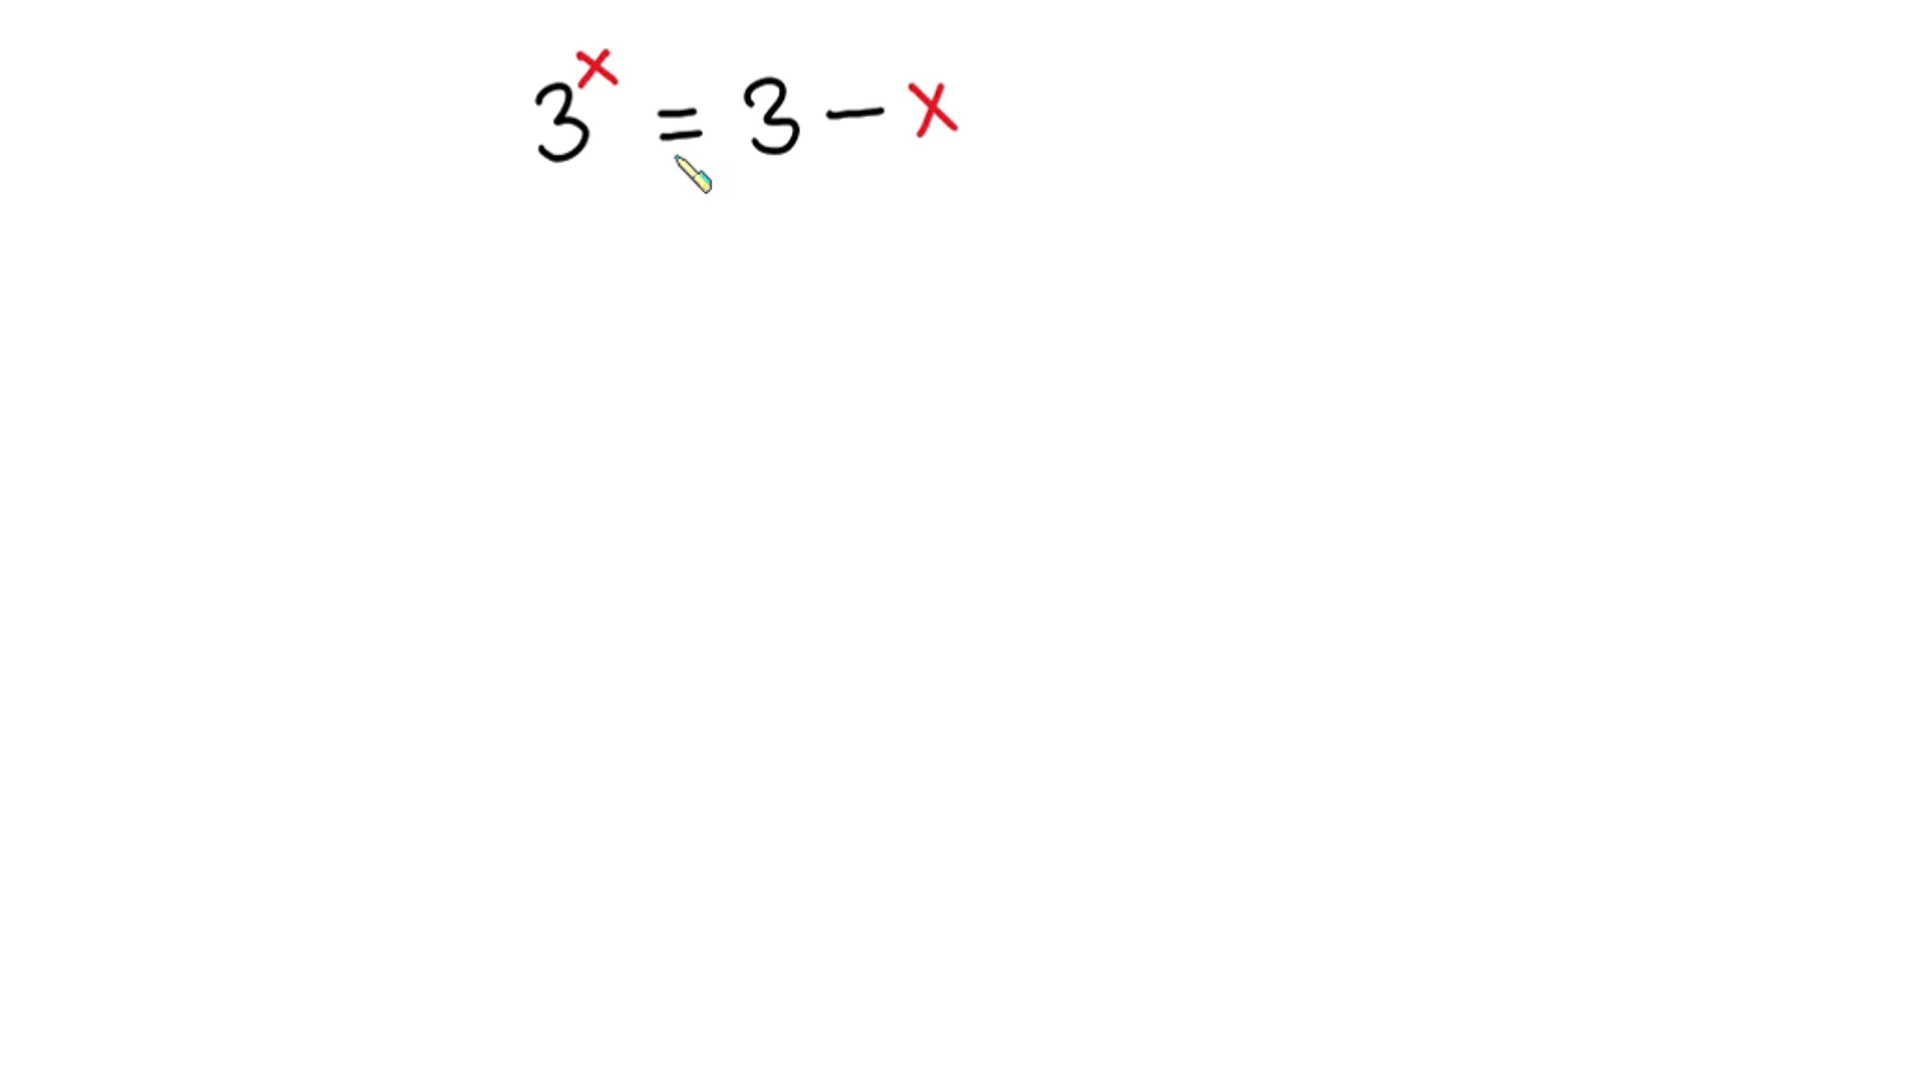 3^x = 3 - x